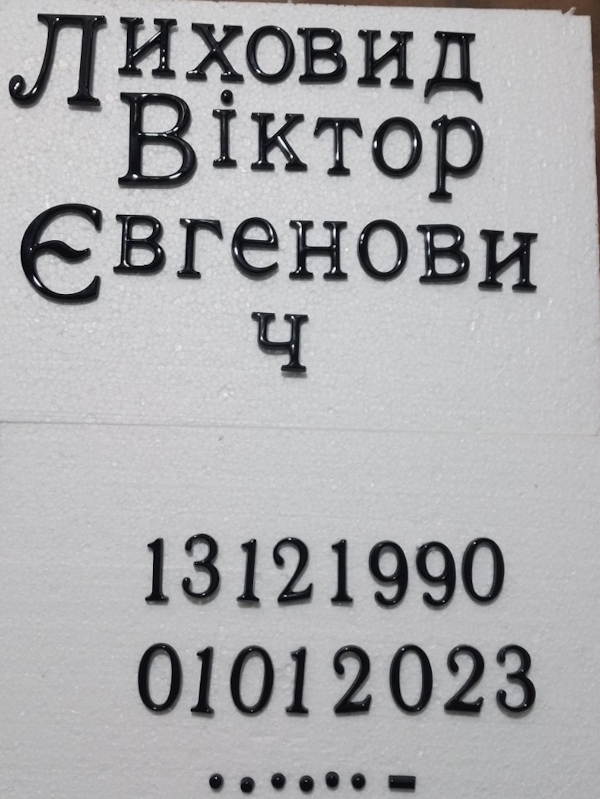 Лиховид
Віктор
Євгенови
ч
13121990
01012023
...... -